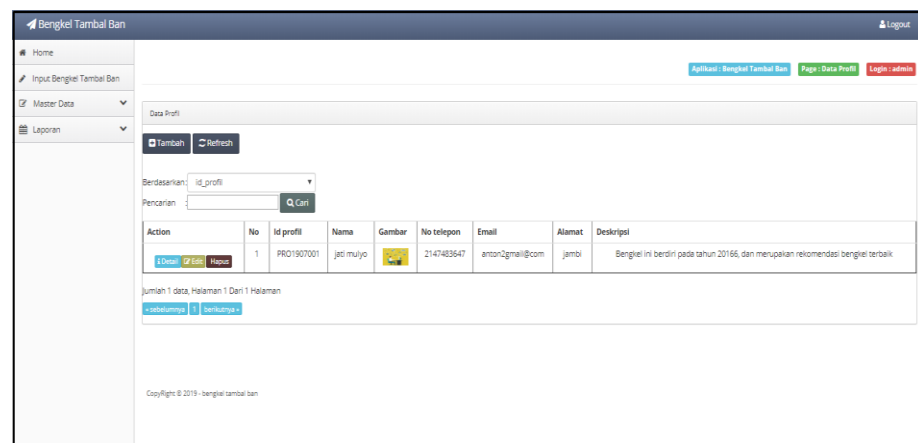 Bengkel Tambal Ban
Logout
Home
Input Bengkel Tambal Ban
Master Data
Laporan
Aplikasi : Bengkel Tambal Ban Page : Data Profil Login : admin
Data Profil
Tambah Refresh
Berdasarkan: id_profil
Pencarian : Cari
Action No Id profil Nama Gambar No telepon Email Alamat Deskripsi
Detail Edit Hapus 1 PRO1907001 jati mulyo 2147483647 anton2gmail@com jambi Bengkel ini berdiri pada tahun 20166, dan merupakan rekomendasi bengkel terbaik
Jumlah 1 data, Halaman 1 Dari 1 Halaman
« sebelumnya 1 berikutnya »
CopyRight © 2019 - bengkel tambal ban